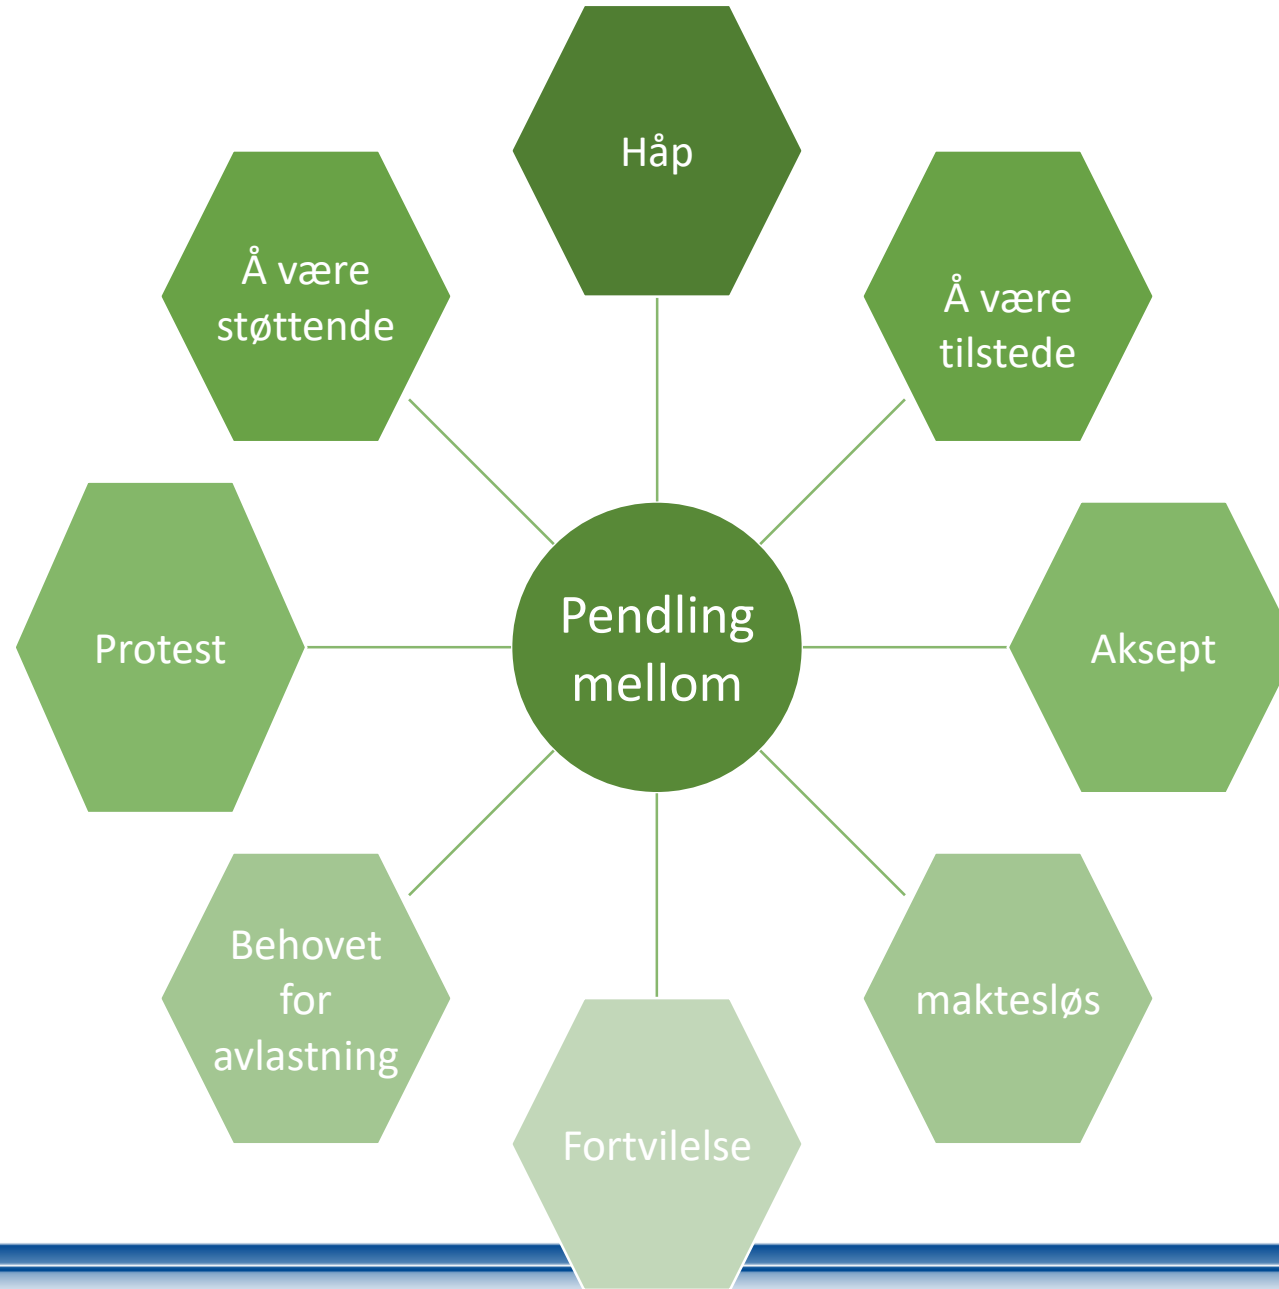 Håp
Å være
støttende
Å være
tilstede
Protest
Pendling
mellom
Aksept
Behovet
for
avlastning
maktesløs
Fortvilelse